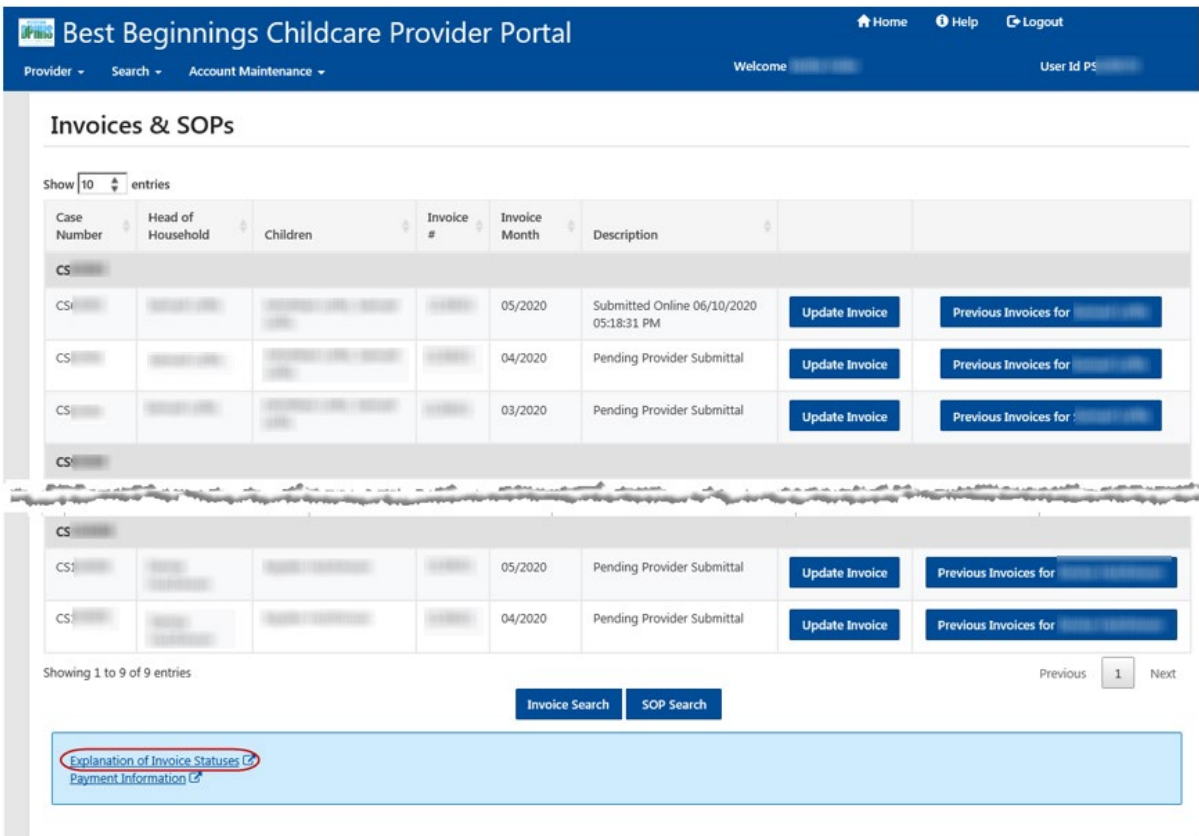 DPHHS Best Beginnings Childcare Provider Portal
Home Help Logout
Provider Search Account Maintenance Welcome User Id PS
Invoices & SOPs
Show 10 entries
Case Number Head of Household Children Invoice # Invoice Month Description
CS
CS 05/2020 Submitted Online 06/10/2020 05:18:31 PM Update Invoice Previous Invoices for
CS 04/2020 Pending Provider Submittal Update Invoice Previous Invoices for
CS 03/2020 Pending Provider Submittal Update Invoice Previous Invoices for
CS
CS
CS 05/2020 Pending Provider Submittal Update Invoice Previous Invoices for
CS 04/2020 Pending Provider Submittal Update Invoice Previous Invoices for
Showing 1 to 9 of 9 entries Previous 1 Next
Invoice Search SOP Search
Explanation of Invoice Statuses
Payment Information